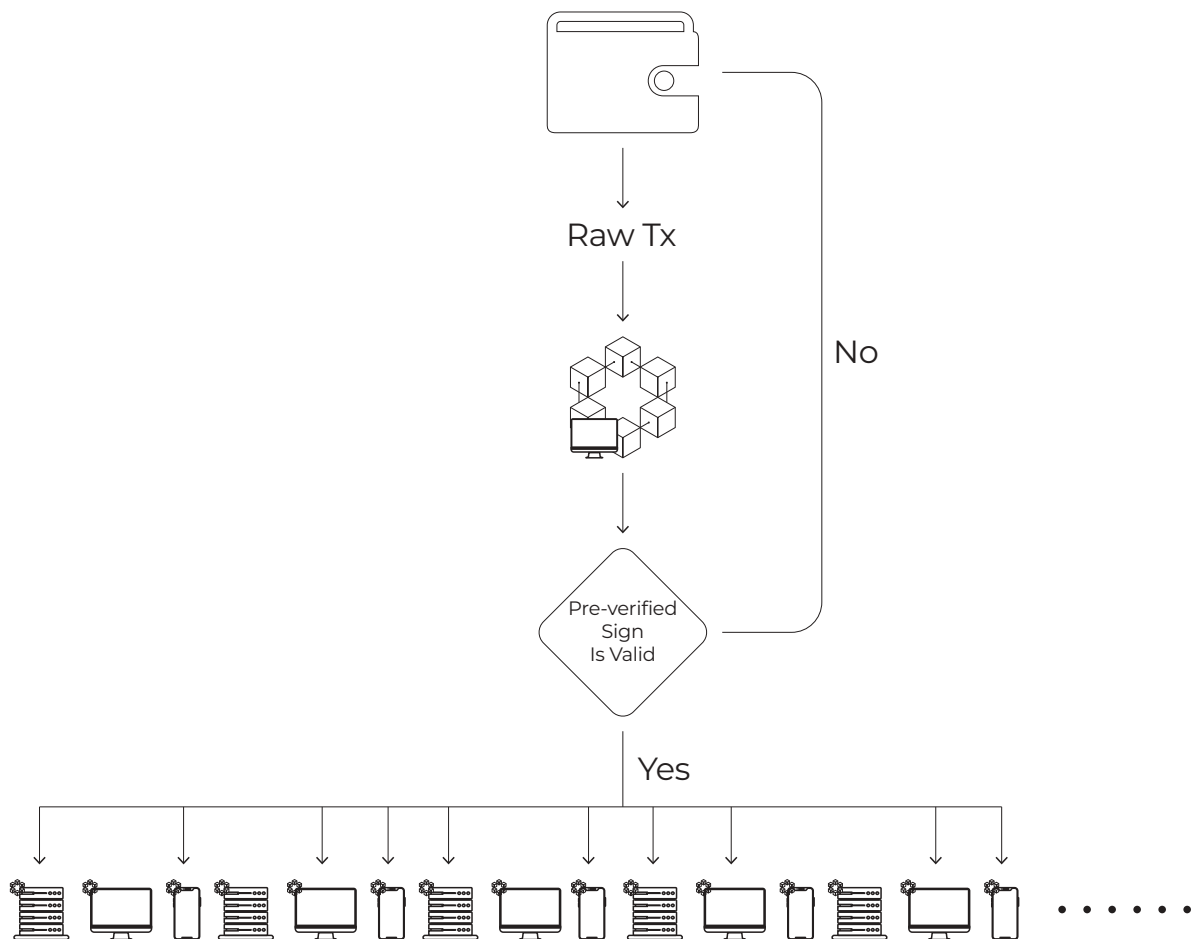 Raw Tx
No
Pre-verified
Sign
Is Valid
Yes